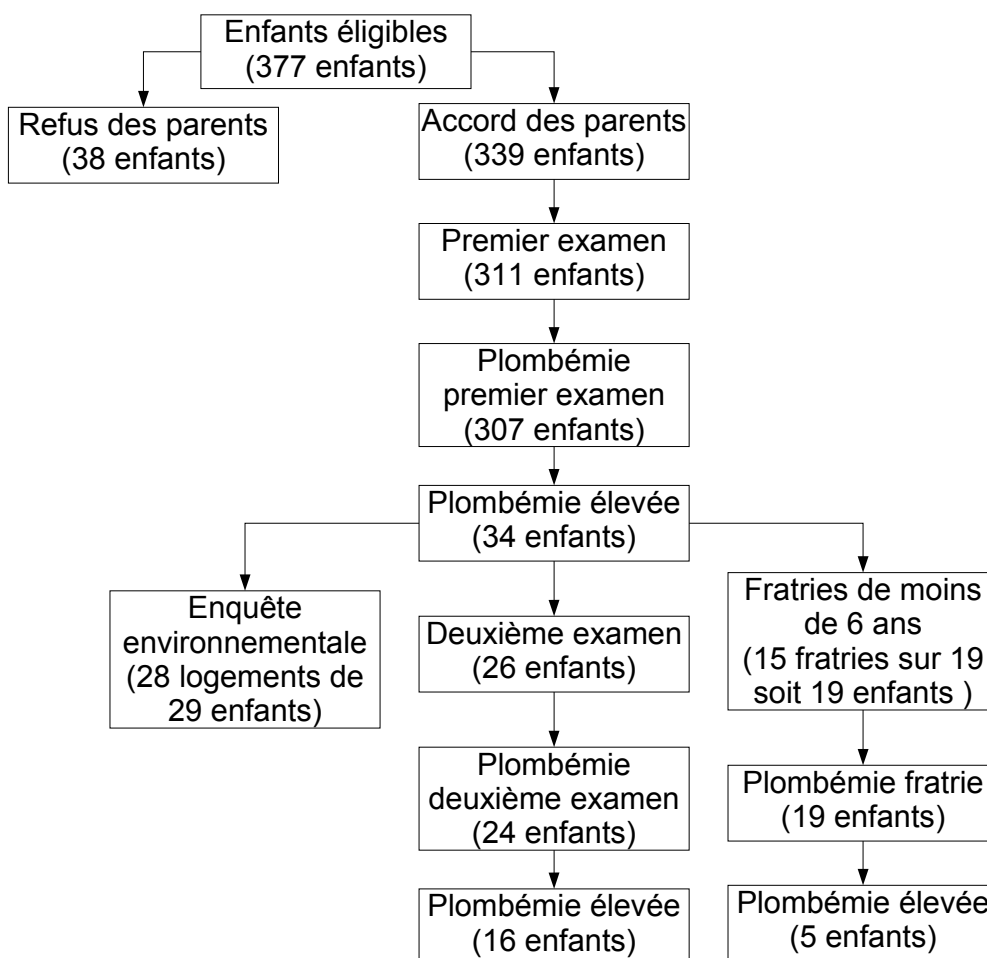 Enfants éligibles
(377 enfants)
Refus des parents
(38 enfants)
Accord des parents
(339 enfants)
Premier examen
(311 enfants)
Plombémie
premier examen
(307 enfants)
Plombémie élevée
(34 enfants)
Enquête
environnementale
(28 logements de
29 enfants)
Deuxième examen
(26 enfants)
Fratries de moins
de 6 ans
(15 fratries sur 19
soit 19 enfants )
Plombémie
deuxième examen
(24 enfants)
Plombémie fratrie
(19 enfants)
Plombémie élevée
(16 enfants)
Plombémie élevée
(5 enfants)